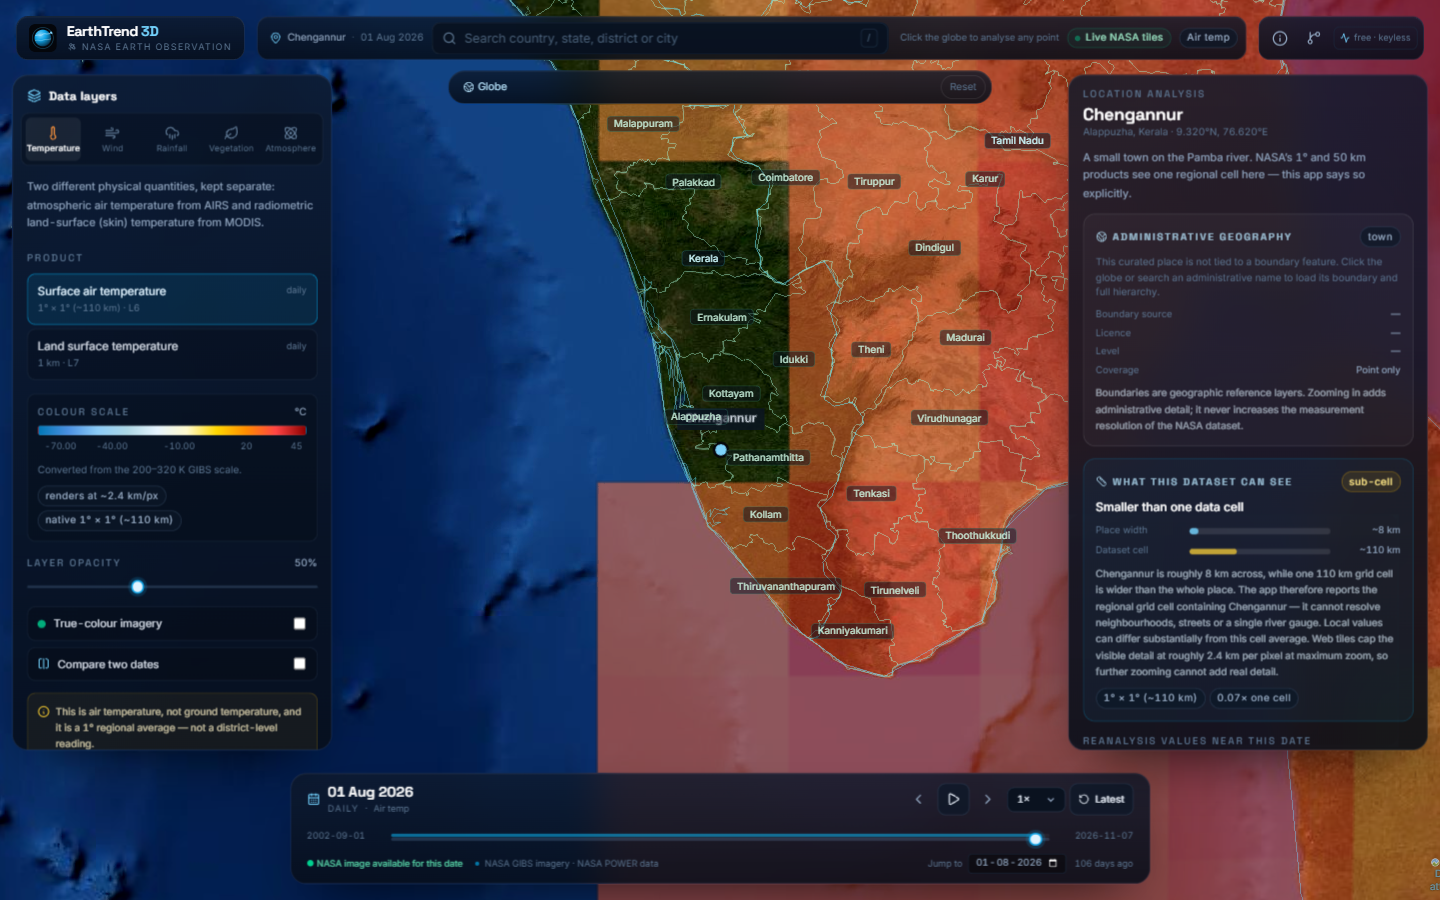 EarthTrend 3D
NASA EARTH OBSERVATION
Chengannur · 01 Aug 2026
Search country, state, district or city
/
Click the globe to analyse any point
Live NASA tiles
Air temp
free · keyless
Globe
Reset
Data layers
Temperature
Wind
Rainfall
Vegetation
Atmosphere
Two different physical quantities, kept separate:
atmospheric air temperature from AIRS and radiometric
land-surface (skin) temperature from MODIS.
PRODUCT
Surface air temperature
daily
1° × 1° (~110 km) · L6
Land surface temperature
daily
1 km · L7
COLOUR SCALE
°C
-70.00 -40.00 -10.00 20 45
Converted from the 200–320 K GIBS scale.
renders at ~2.4 km/px
native 1° × 1° (~110 km)
LAYER OPACITY
50%
True-colour imagery
Compare two dates
This is air temperature, not ground temperature, and
it is a 1° regional average — not a district-level
reading.
Malappuram
Tamil Nadu
Palakkad
Coimbatore
Tiruppur
Karur
Dindigul
Kerala
Ernakulam
Madurai
Theni
Idukki
Kottayam
Alappuzha
Chengannur
Virudhunagar
Pathanamthitta
Tenkasi
Kollam
Thoothukkudi
Thiruvananthapuram
Tirunelveli
Kanniyakumari
LOCATION ANALYSIS
Chengannur
Alappuzha, Kerala · 9.320°N, 76.620°E
A small town on the Pamba river. NASA's 1° and 50 km
products see one regional cell here — this app says so
explicitly.
ADMINISTRATIVE GEOGRAPHY
town
This curated place is not tied to a boundary feature. Click the
globe or search an administrative name to load its boundary and
full hierarchy.
Boundary source —
Licence —
Level —
Coverage Point only
Boundaries are geographic reference layers. Zooming in adds
administrative detail; it never increases the measurement
resolution of the NASA dataset.
WHAT THIS DATASET CAN SEE
sub-cell
Smaller than one data cell
Place width ~8 km
Dataset cell ~110 km
Chengannur is roughly 8 km across, while one 110 km grid cell
is wider than the whole place. The app therefore reports the
regional grid cell containing Chengannur — it cannot resolve
neighbourhoods, streets or a single river gauge. Local values
can differ substantially from this cell average. Web tiles cap the
visible detail at roughly 2.4 km per pixel at maximum zoom, so
further zooming cannot add real detail.
1° × 1° (~110 km)
0.07× one cell
REANALYSIS VALUES NEAR THIS DATE
01 Aug 2026
DAILY · Air temp
1×
Latest
2002-09-01
2026-11-07
NASA image available for this date
NASA GIBS imagery · NASA POWER data
Jump to
01-08-2026
106 days ago